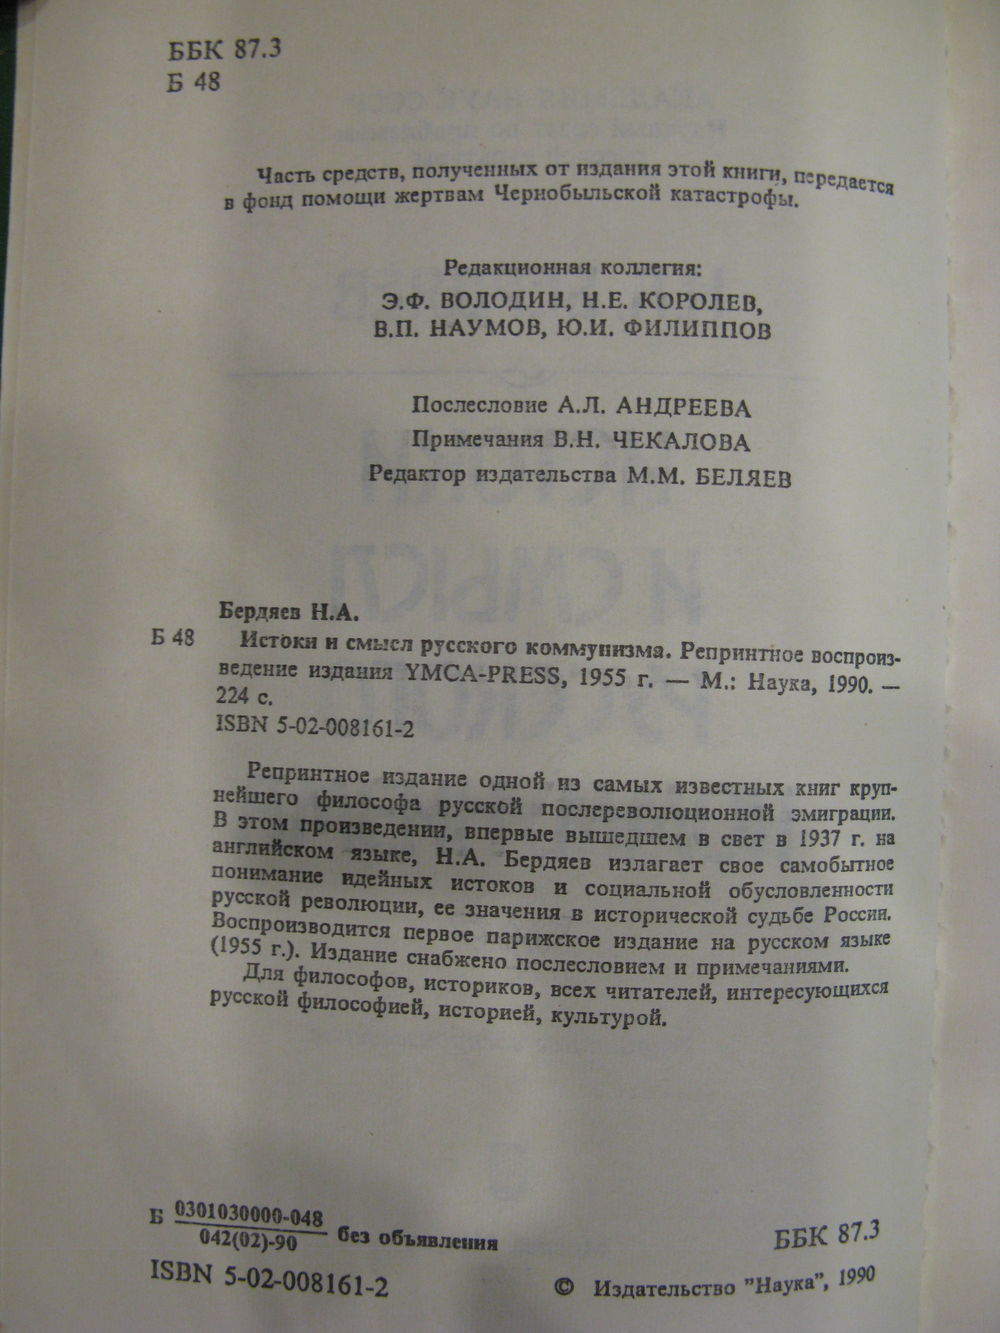 ББК 87.3
Б 48
Часть средств, полученных от издания этой книги, передается
в фонд помощи жертвам Чернобыльской катастрофы.
Редакционная коллегия:
Э.Ф. ВОЛОДИН, Н.Е. КОРОЛЕВ,
В.П. НАУМОВ, Ю.И. ФИЛИППОВ
Послесловие А.Л. АНДРЕЕВА
Примечания В.Н. ЧЕКАЛОВА
Редактор издательства М.М. БЕЛЯЕВ
Бердяев Н.А.
Б 48 Истоки и смысл русского коммунизма. Репринтное воспроиз-
ведение издания YMCA-PRESS, 1955 г. — М.: Наука, 1990. —
224 с.
ISBN 5-02-008161-2
Репринтное издание одной из самых известных книг круп-
нейшего философа русской послереволюционной эмиграции.
В этом произведении, впервые вышедшем в свет в 1937 г. на
английском языке, Н.А. Бердяев излагает свое самобытное
понимание идейных истоков и социальной обусловленности
русской революции, ее значения в исторической судьбе России.
Воспроизводится первое парижское издание на русском языке
(1955 г.). Издание снабжено послесловием и примечаниями.
Для философов, историков, всех читателей, интересующихся
русской философией, историей, культурой.
Б 0301030000-048
042(02)-90 без объявления
ББК 87.3
ISBN 5-02-008161-2
© Издательство "Наука", 1990